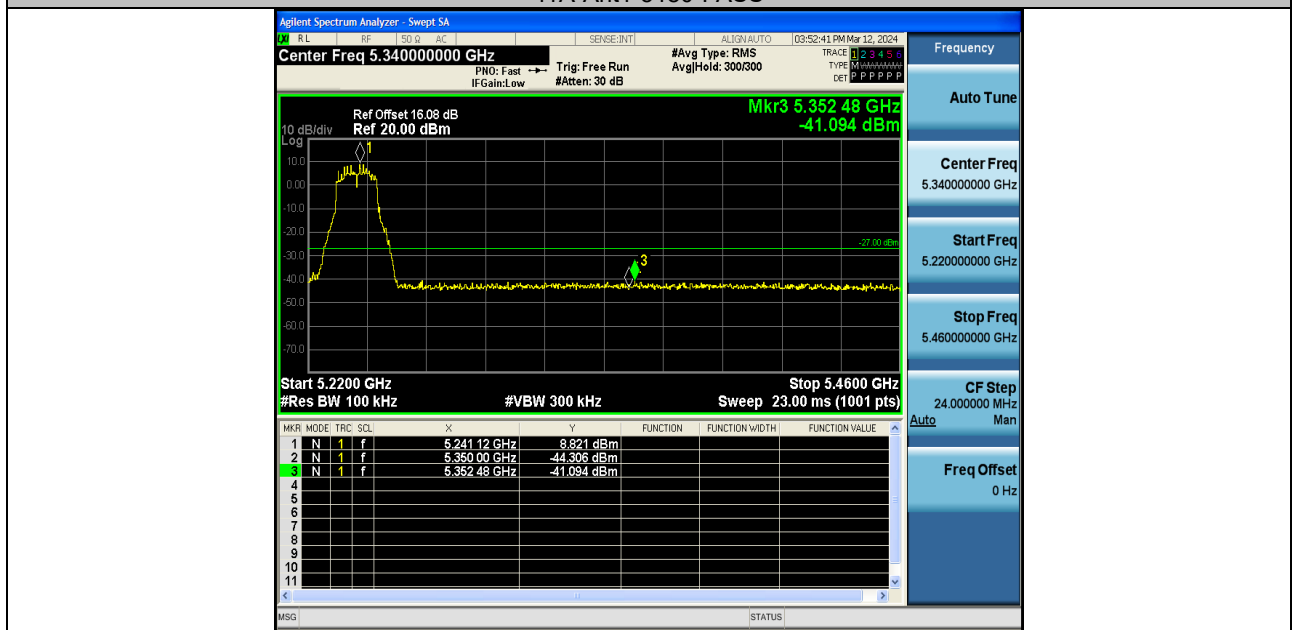 Agilent Spectrum Analyzer - Swept SA
LXI RL RF 50 Ω AC SENSE:INT ALIGNAUTO 03:52:41 PM Mar 12, 2024
Center Freq 5.340000000 GHz
PNO: Fast
IFGain:Low
Trig: Free Run
#Atten: 30 dB
#Avg Type: RMS
Avg|Hold: 300/300
TRACE 1 2 3 4 5 6
TYPE M WWWWW
DET P P P P P P
Mkr3 5.352 48 GHz
-41.094 dBm
Ref Offset 16.08 dB
10 dB/div Ref 20.00 dBm
Log
1
10.0
0.00
-10.0
-20.0
-27.00 dBm
-30.0
3
-40.0
-50.0
-60.0
-70.0
Start 5.2200 GHz Stop 5.4600 GHz
#Res BW 100 kHz #VBW 300 kHz Sweep 23.00 ms (1001 pts)
MKR MODE TRC SCL X Y FUNCTION FUNCTION WIDTH FUNCTION VALUE
1 N 1 f 5.241 12 GHz 8.821 dBm
2 N 1 f 5.350 00 GHz -44.306 dBm
3 N 1 f 5.352 48 GHz -41.094 dBm
4
5
6
7
8
9
10
11
MSG STATUS
Frequency
Auto Tune
Center Freq
5.340000000 GHz
Start Freq
5.220000000 GHz
Stop Freq
5.460000000 GHz
CF Step
24.000000 MHz
Auto Man
Freq Offset
0 Hz